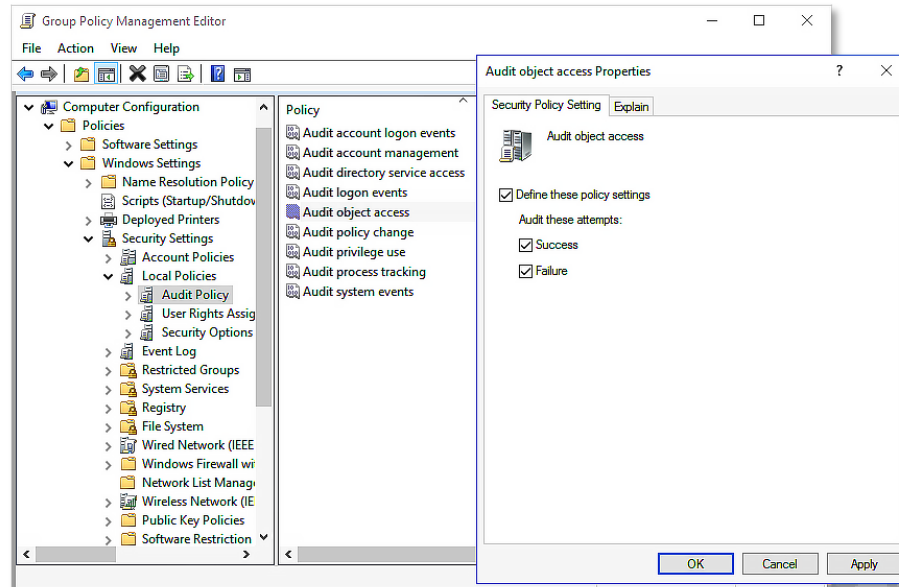 Group Policy Management Editor
File Action View Help
Computer Configuration
Policies
Software Settings
Windows Settings
Name Resolution Policy
Scripts (Startup/Shutdov
Deployed Printers
Security Settings
Account Policies
Local Policies
Audit Policy
User Rights Assig
Security Options
Event Log
Restricted Groups
System Services
Registry
File System
Wired Network (IEEE
Windows Firewall wi
Network List Manag
Wireless Network (IE
Public Key Policies
Software Restriction
Policy
Audit account logon events
Audit account management
Audit directory service access
Audit logon events
Audit object access
Audit policy change
Audit privilege use
Audit process tracking
Audit system events
Audit object access Properties
?
Security Policy Setting Explain
Audit object access
Define these policy settings
Audit these attempts:
Success
Failure
OK Cancel Apply